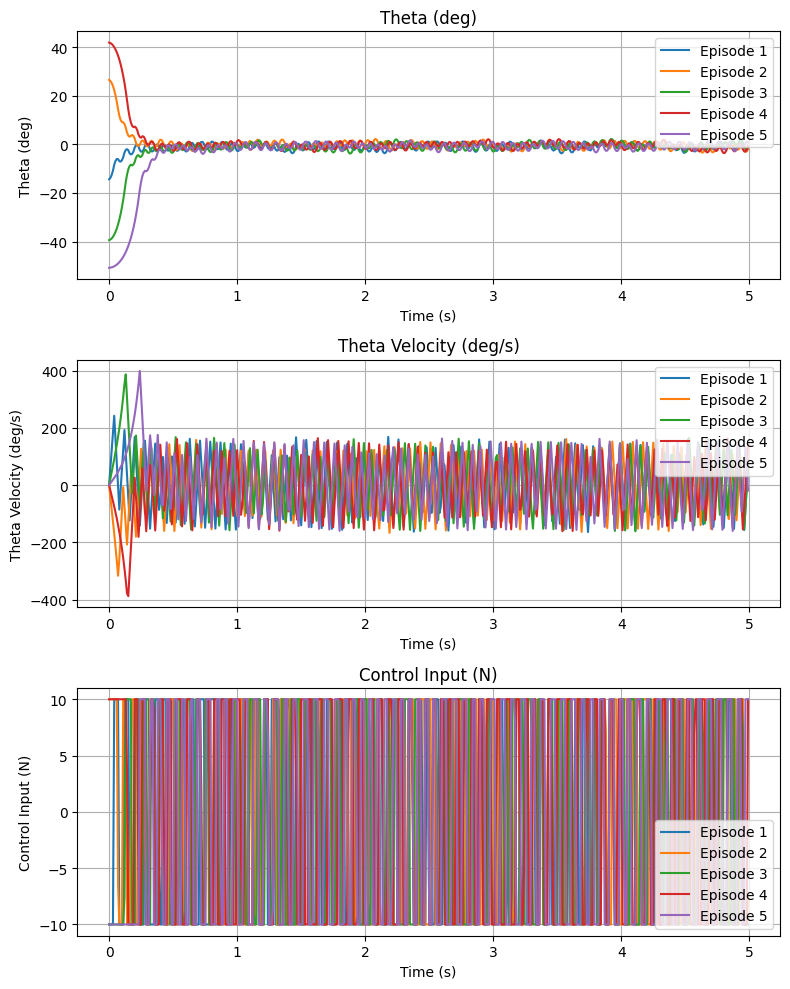 Theta (deg)
Theta (deg)
40
20
0
−20
−40
Episode 1
Episode 2
Episode 3
Episode 4
Episode 5
0 1 2 3 4 5
Time (s)
Theta Velocity (deg/s)
Theta Velocity (deg/s)
400
200
0
−200
−400
Episode 1
Episode 2
Episode 3
Episode 4
Episode 5
0 1 2 3 4 5
Time (s)
Control Input (N)
Control Input (N)
10
5
0
−5
−10
Episode 1
Episode 2
Episode 3
Episode 4
Episode 5
0 1 2 3 4 5
Time (s)